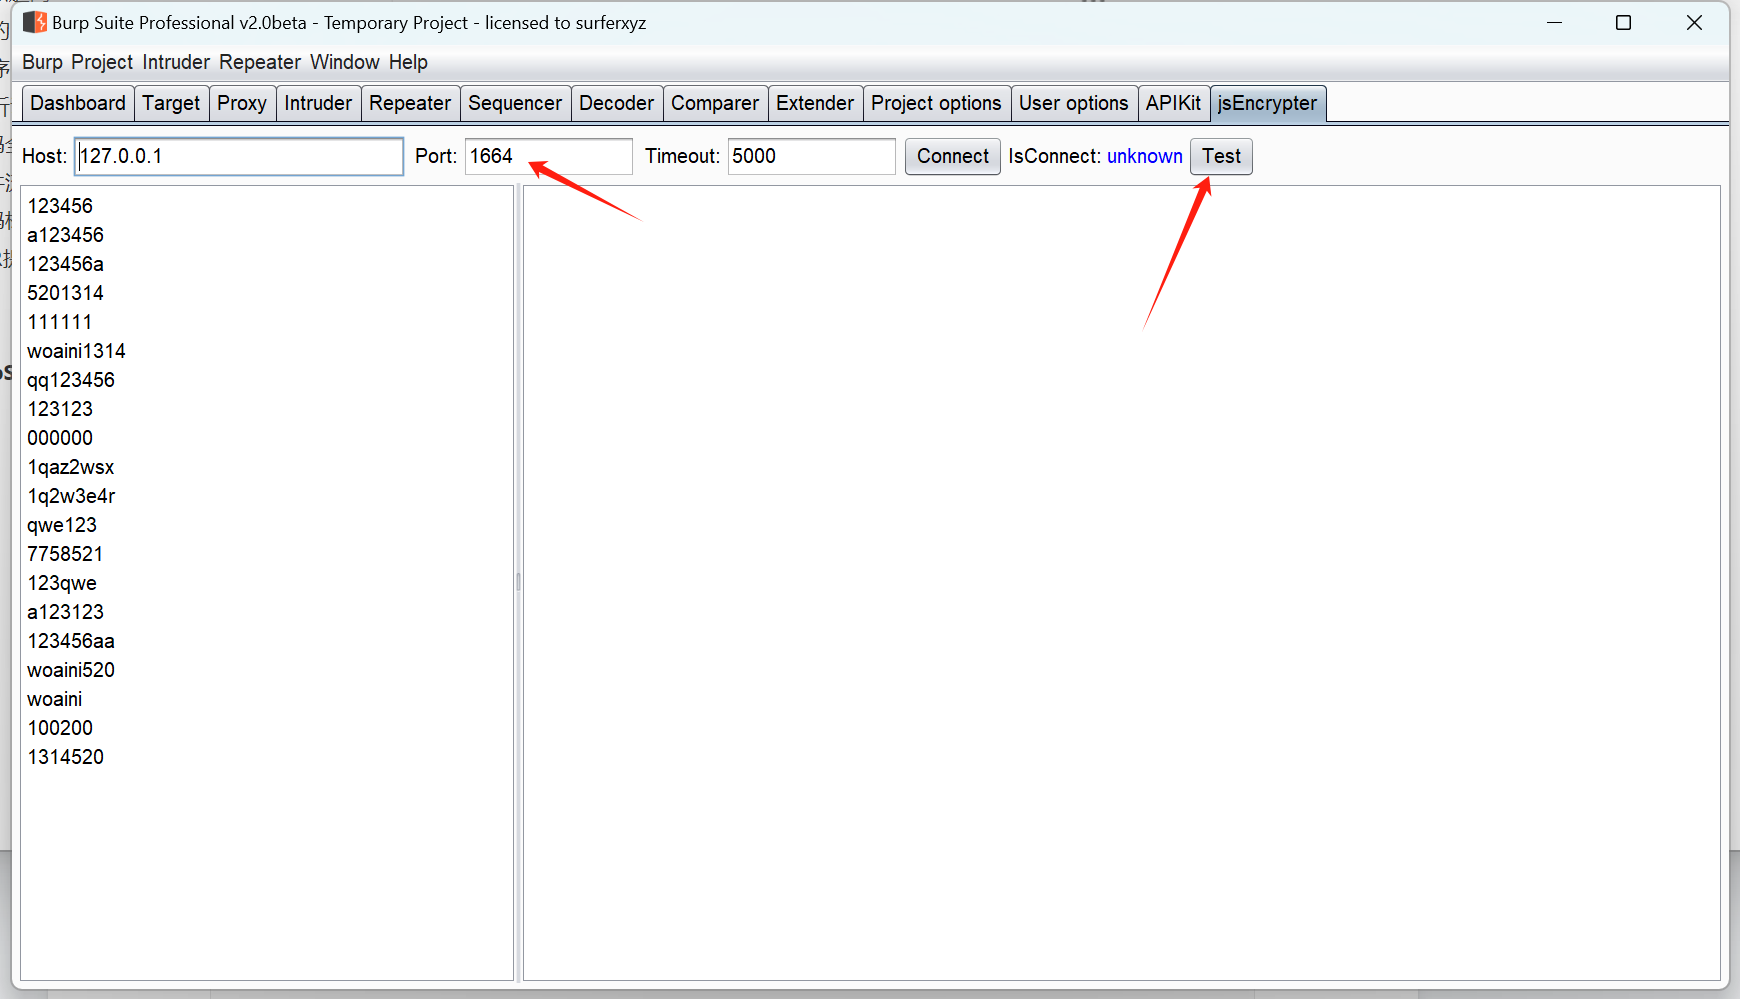 Burp Suite Professional v2.0beta - Temporary Project - licensed to surferxyz
Burp Project Intruder Repeater Window Help
Dashboard Target Proxy Intruder Repeater Sequencer Decoder Comparer Extender Project options User options APIKit jsEncrypter
Host: 127.0.0.1 Port: 1664 Timeout: 5000 Connect IsConnect: unknown Test
123456
a123456
123456a
5201314
111111
woaini1314
qq123456
123123
000000
1qaz2wsx
1q2w3e4r
qwe123
7758521
123qwe
a123123
123456aa
woaini520
woaini
100200
1314520